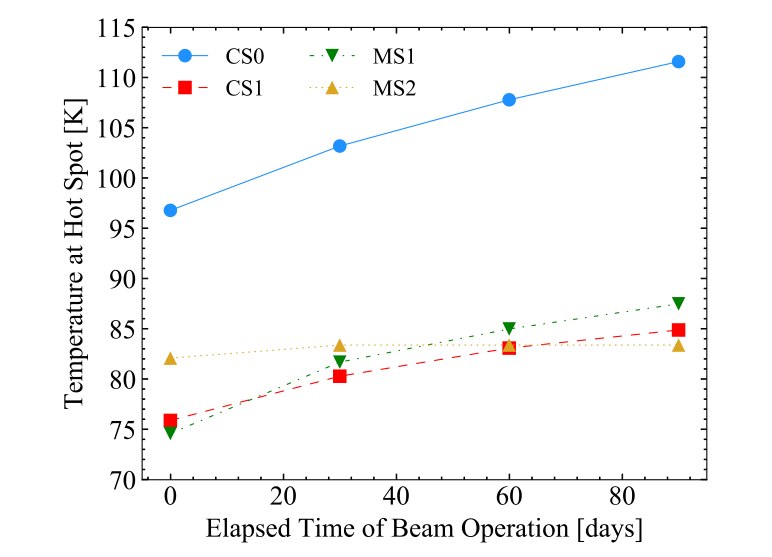 115
110
105
100
95
90
85
80
75
70
Temperature at Hot Spot [K]
CS0
MS1
CS1
MS2
0
20
40
60
80
Elapsed Time of Beam Operation [days]